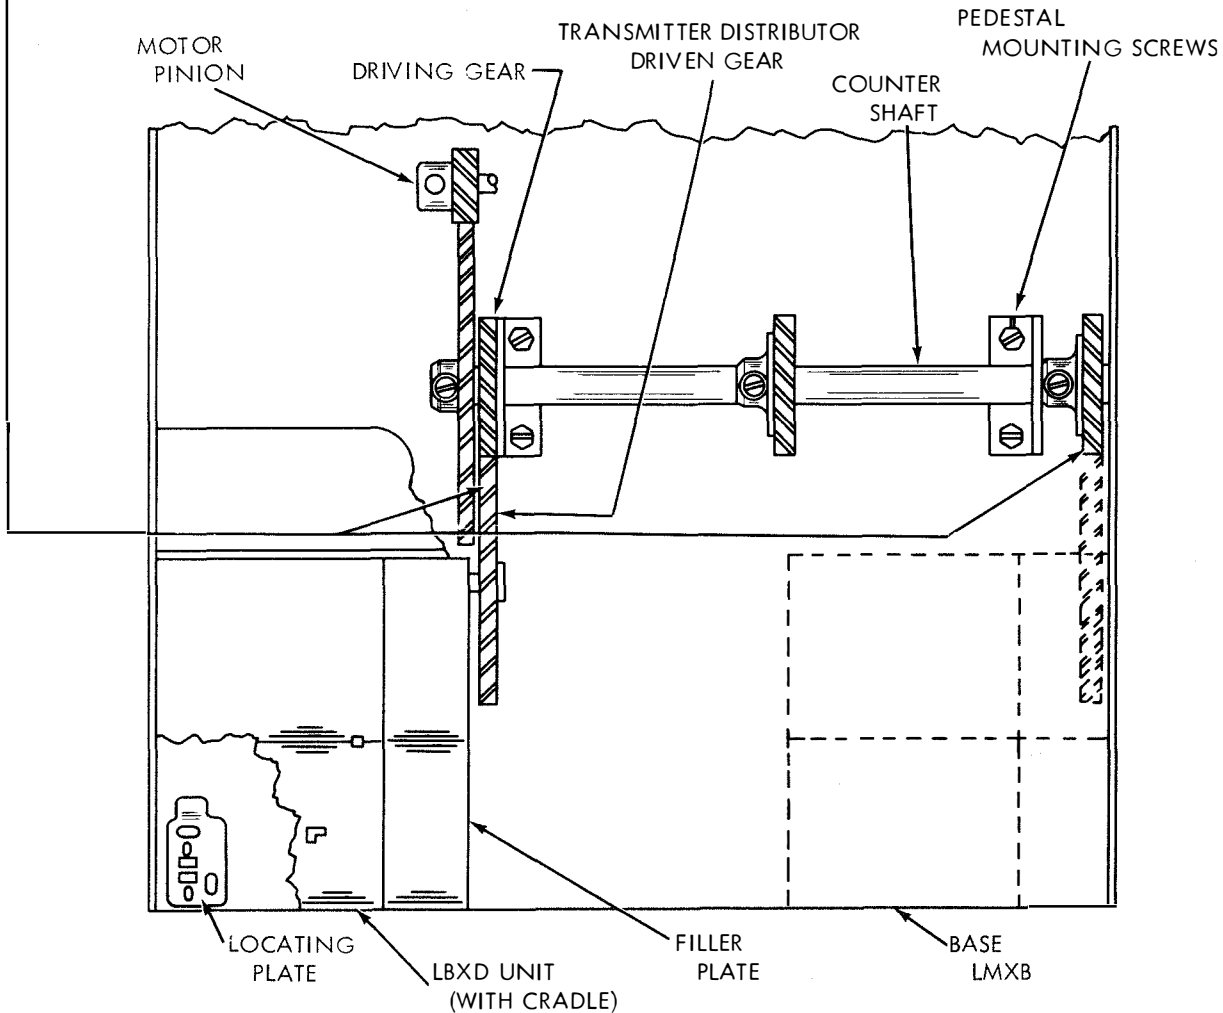 PEDESTAL
MOUNTING SCREWS
TRANSMITTER DISTRIBUTOR
DRIVEN GEAR
MOTOR
PINION
DRIVING GEAR
COUNTER
SHAFT
LOCATING
PLATE
LBXD UNIT
(WITH CRADLE)
FILLER
PLATE
BASE
LMXB